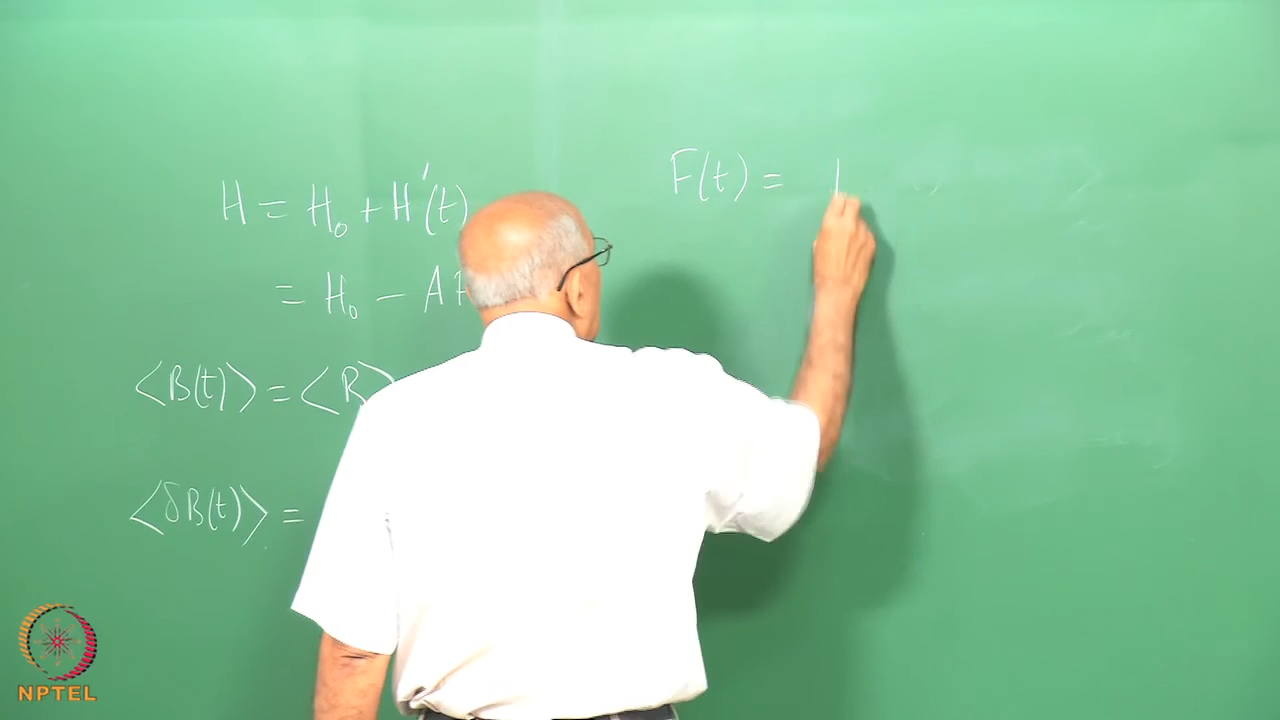 H = H₀ + H′(t)
= H₀ − A
⟨B(t)⟩ = ⟨B⟩
⟨δB(t)⟩ =
F(t) =
NPTEL